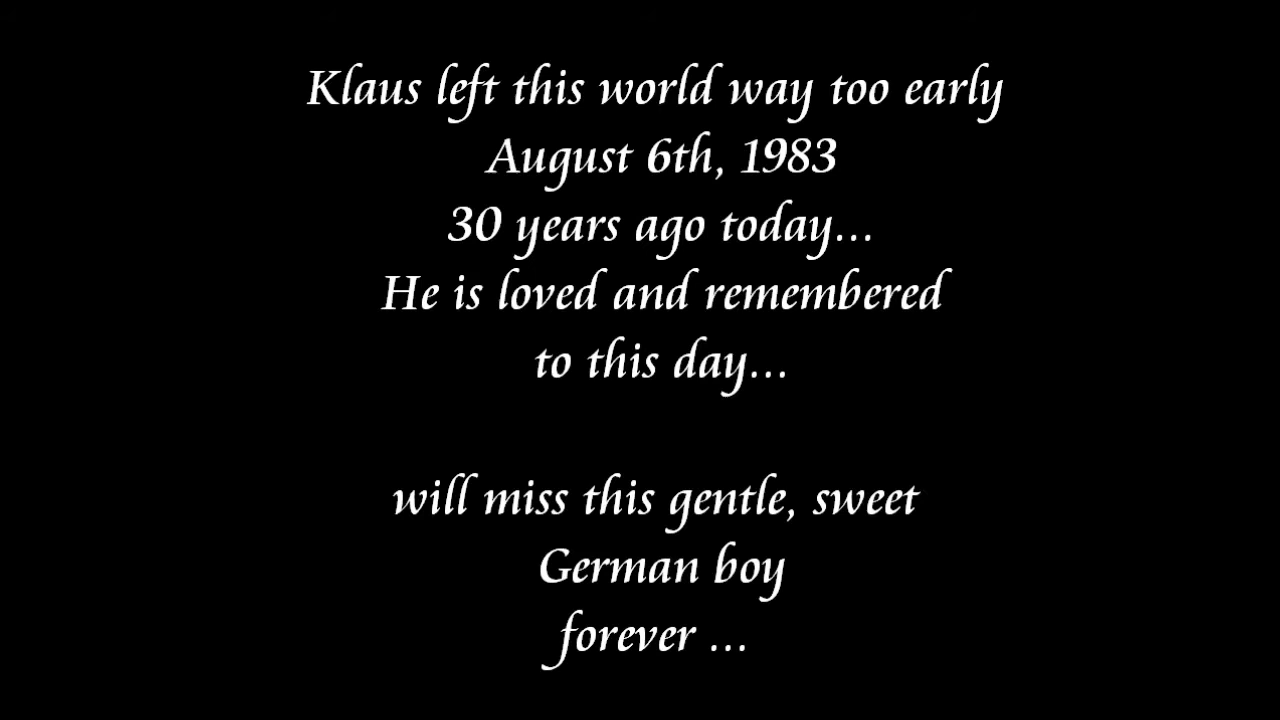 Klaus left this world way too early
August 6th, 1983
30 years ago today...
He is loved and remembered
to this day...
will miss this gentle, sweet
German boy
forever ...